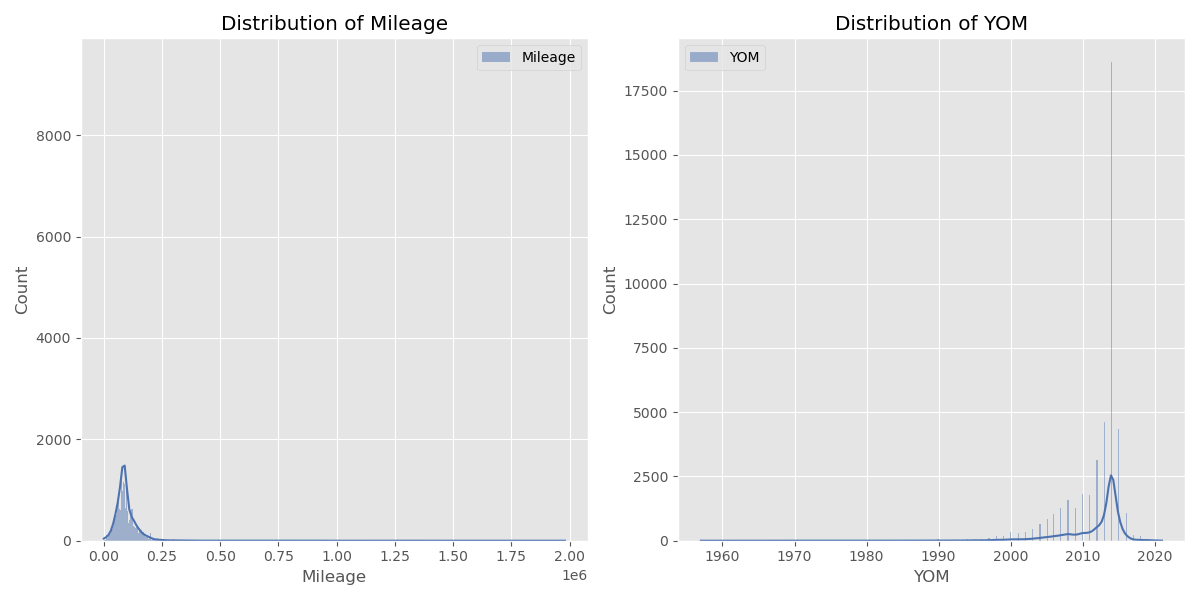 Distribution of Mileage
Mileage
8000
6000
4000
2000
0
Count
0.00 0.25 0.50 0.75 1.00 1.25 1.50 1.75 2.00
1e6
Mileage
Distribution of YOM
YOM
17500
15000
12500
10000
7500
5000
2500
0
Count
1960 1970 1980 1990 2000 2010 2020
YOM